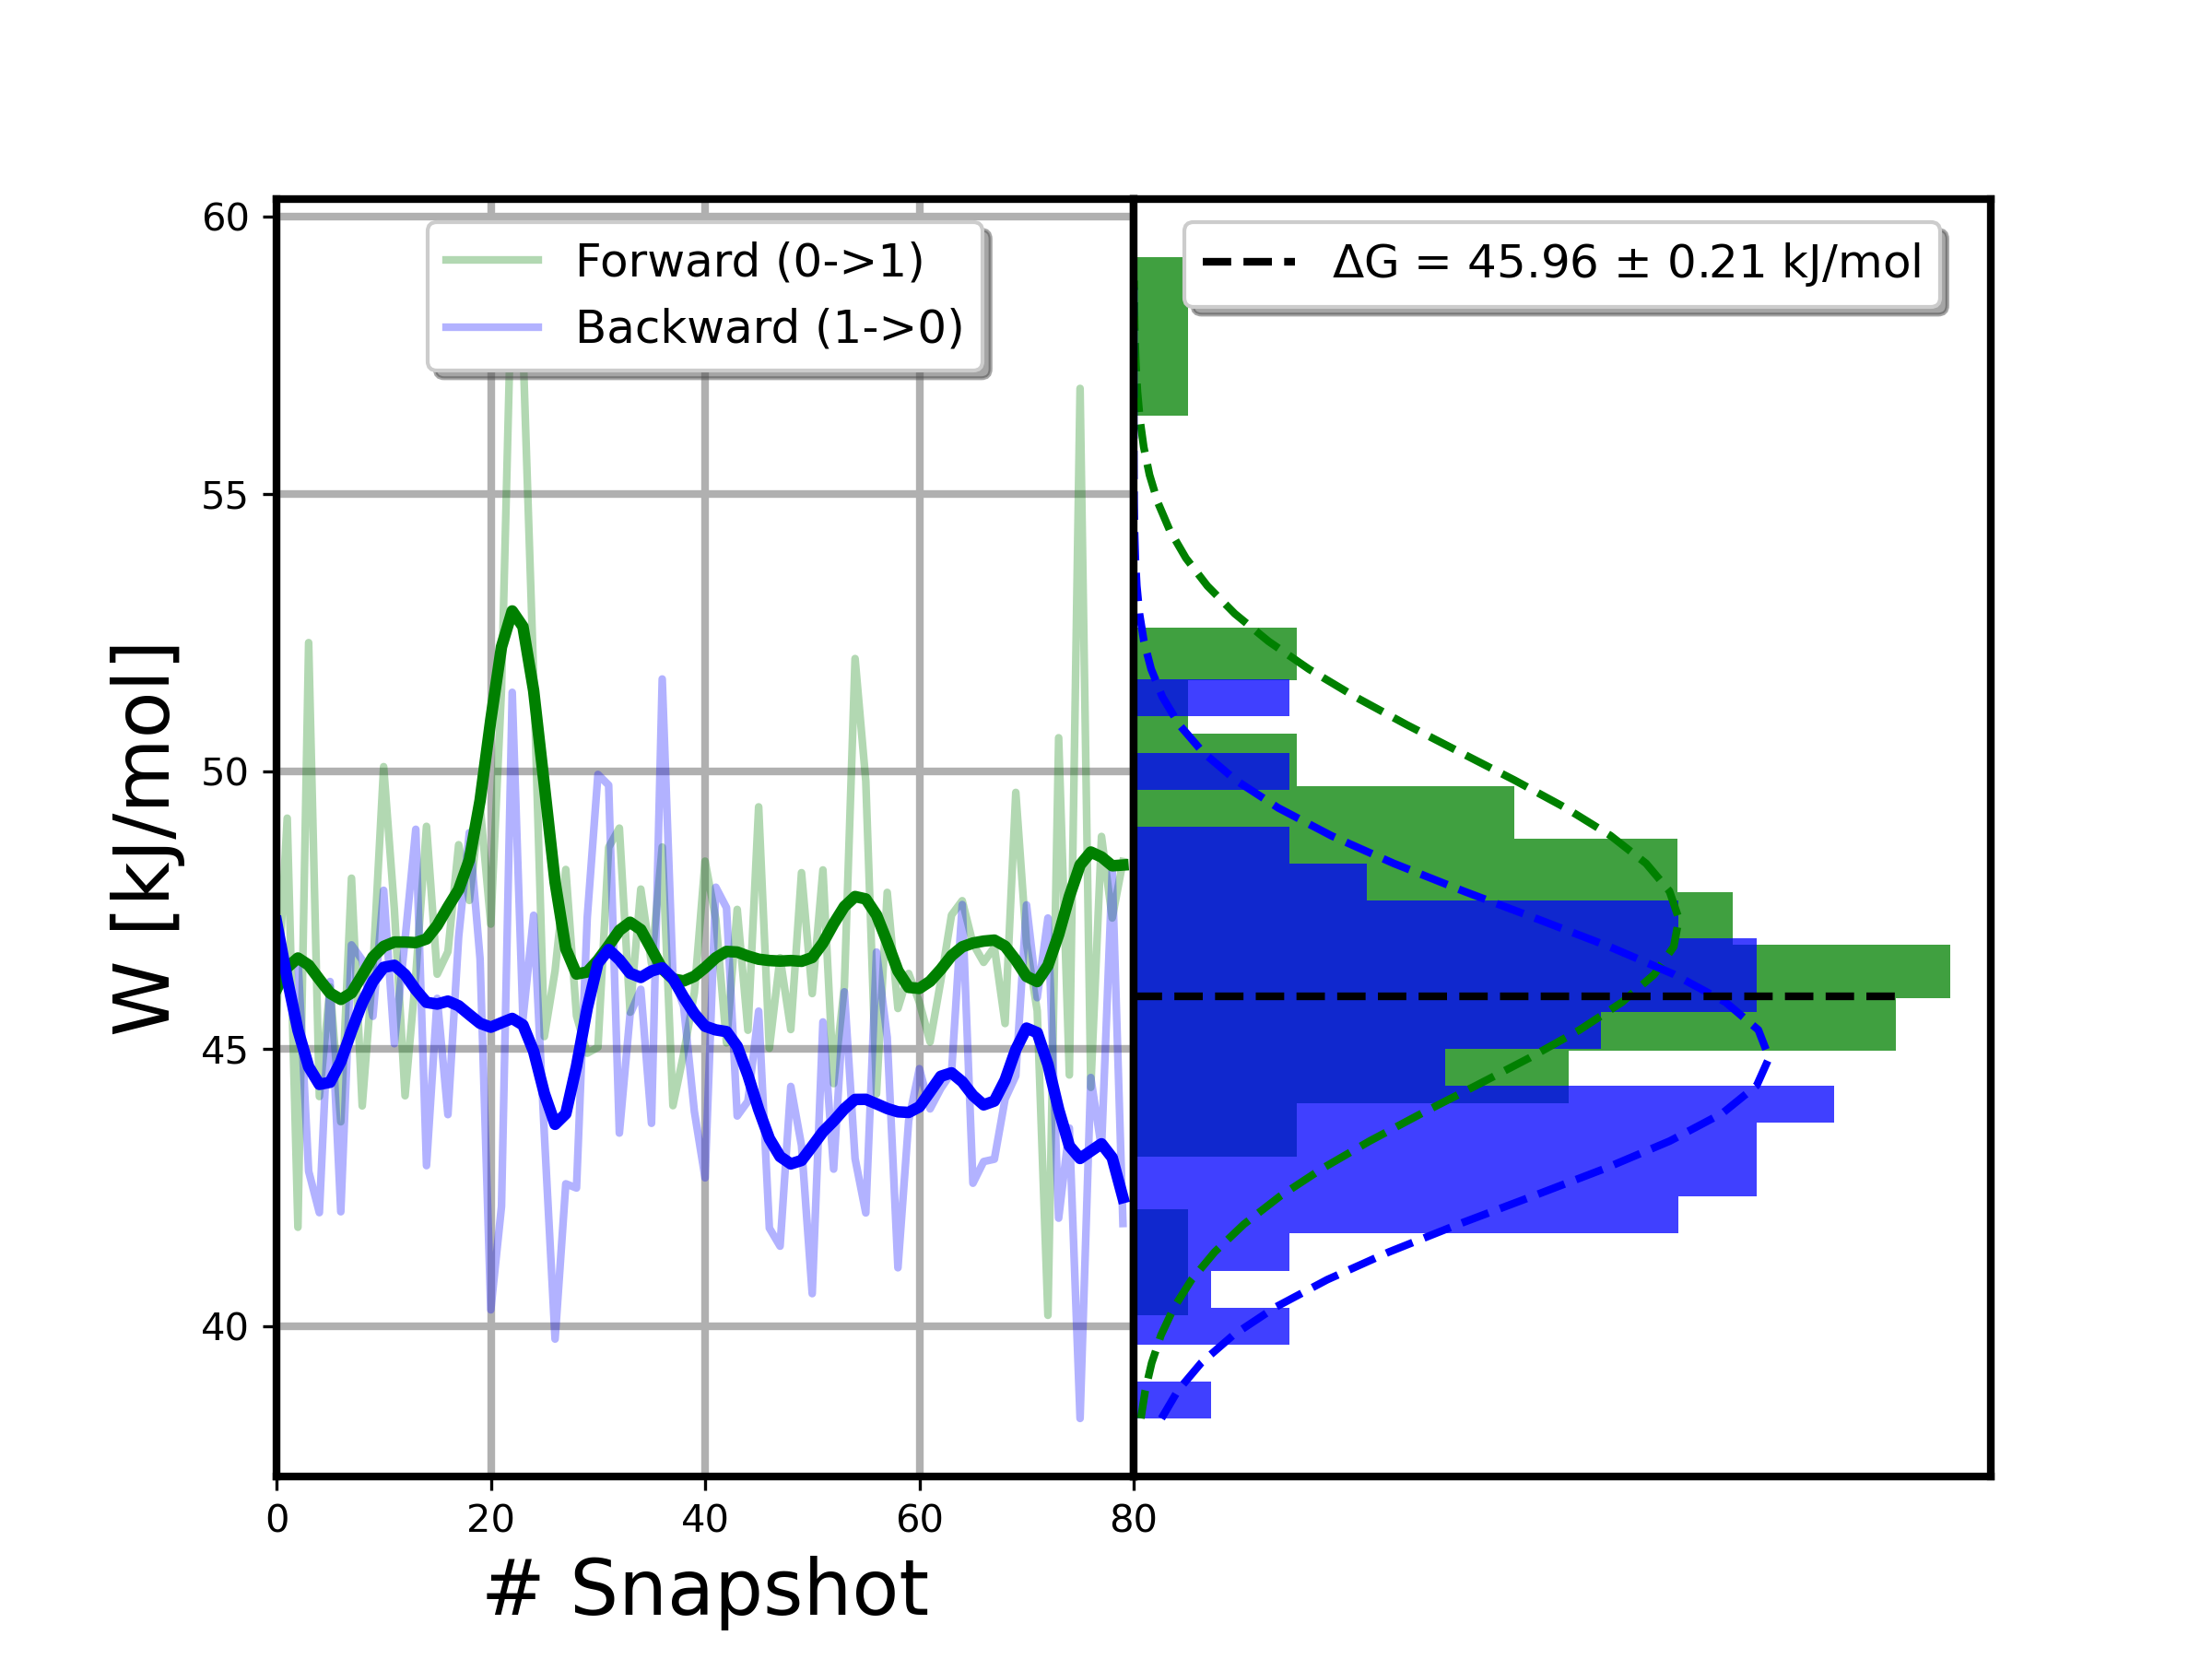 Forward (0->1)
Backward (1->0)
ΔG = 45.96 ± 0.21 kJ/mol
W [kJ/mol]
60
55
50
45
40
0 20 40 60 80
# Snapshot